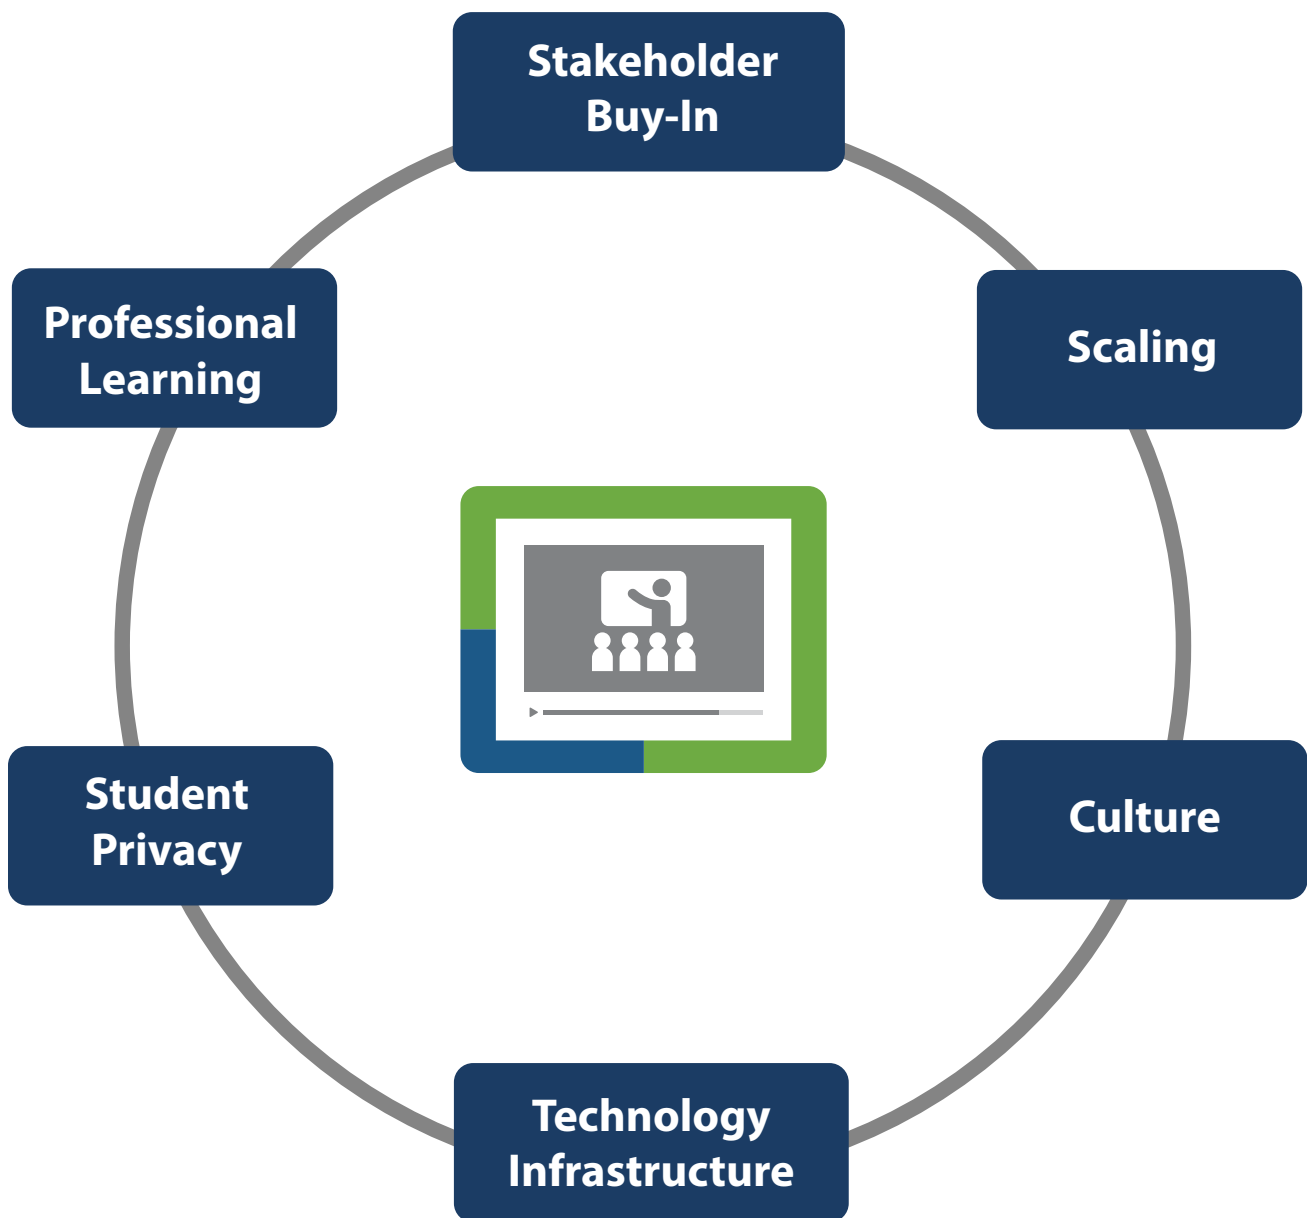 Stakeholder
Buy-In
Professional
Learning
Scaling
Student
Privacy
Culture
Technology
Infrastructure